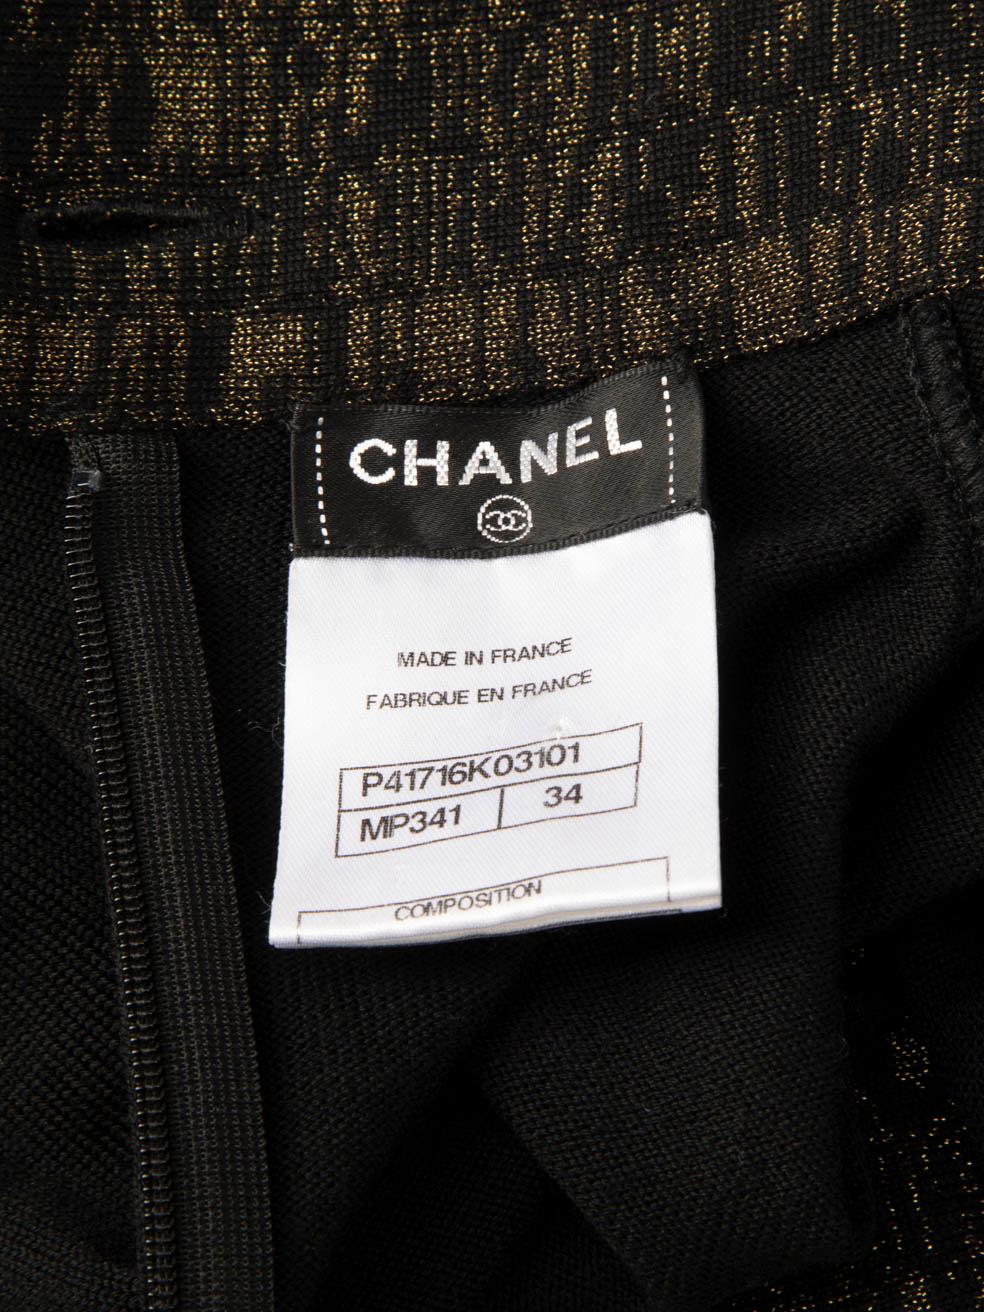 CHANEL
MADE IN FRANCE
FABRIQUE EN FRANCE
P41716K03101
MP341 34
COMPOSITION